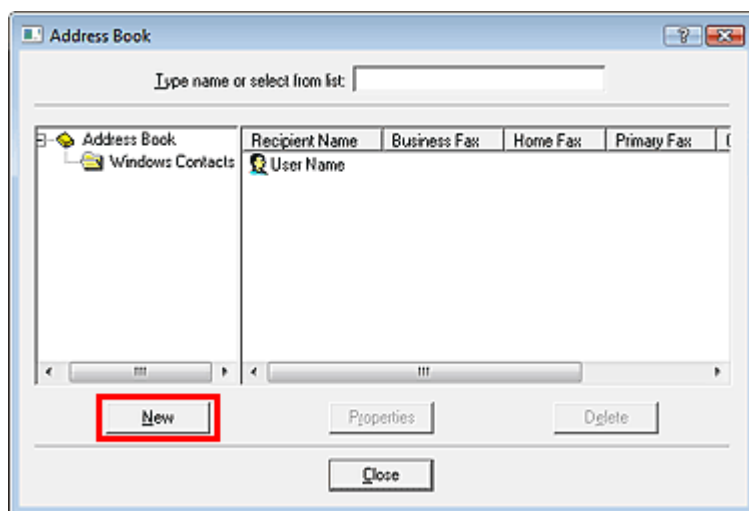 Address Book
Type name or select from list:
Address Book
Windows Contacts
Recipient Name Business Fax Home Fax Primary Fax
User Name
New Properties Delete
Close